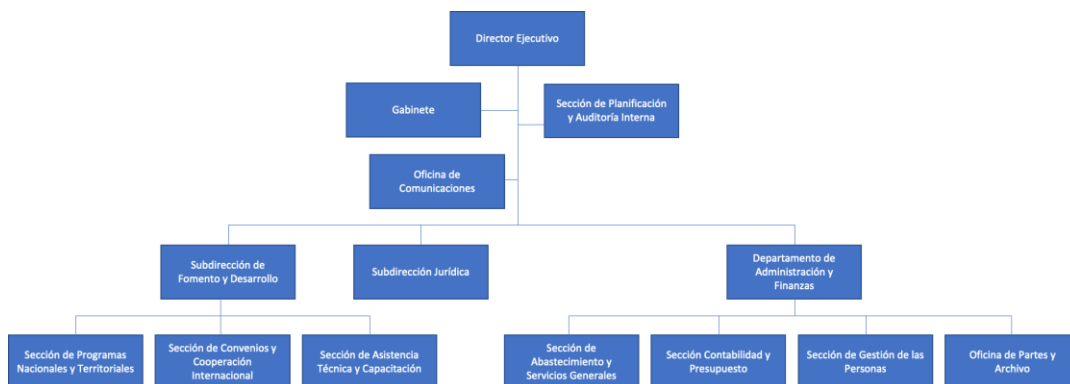 Director Ejecutivo
Gabinete
Sección de Planificación
y Auditoría Interna
Oficina de
Comunicaciones
Subdirección de
Fomento y Desarrollo
Subdirección Jurídica
Departamento de
Administración y
Finanzas
Sección de Programas
Nacionales y Territoriales
Sección de Convenios y
Cooperación
Internacional
Sección de Asistencia
Técnica y Capacitación
Sección de
Abastecimiento y
Servicios Generales
Sección Contabilidad y
Presupuesto
Sección de Gestión de las
Personas
Oficina de Partes y
Archivo